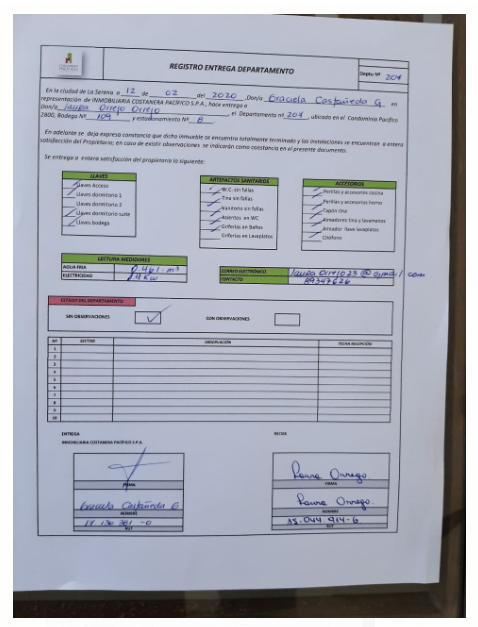 REGISTRO ENTREGA DEPARTAMENTO
Depto Nº 204
En la ciudad de La Serena a 12 de 02 del 2020, Don/a Graciela Castañeda G. en
representación de INMOBILIARIA COSTANERA PACÍFICO S.P.A., hace entrega a
Don/a Laura Orrego Orrego, el Departamento nº 204, ubicado en el Condominio Pacífico
2800, Bodega Nº 109 y estacionamiento Nº 8
En adelante se deja expresa constancia que dicho inmueble se encuentra totalmente terminado y las instalaciones se encuentran a entera
satisfacción del Propietario; en caso de existir observaciones se indicarán como constancia en el presente documento.
Se entrega a entera satisfacción del propietario lo siguiente:
LLAVES
Llaves Acceso
Llaves dormitorio 1
Llaves dormitorio 2
Llaves dormitorio suite
Llaves bodega
ARTEFACTOS SANITARIOS
W.C. sin fallas
Tina sin fallas
Vanitorio sin fallas
Asientos en WC
Griferías en Baños
Griferías en Lavaplatos
ACCESORIOS
Perillas y accesorios cocina
Perillas y accesorios horno
Tapón tina
Amadores tina y lavamanos
Aireador llave lavaplatos
Citófono
LECTURA MEDIDORES
AGUA FRIA
ELECTRICIDAD
CORREO ELECTRÓNICO
CONTACTO
ESTADO DEL DEPARTAMENTO
SIN OBSERVACIONES
CON OBSERVACIONES
Nº SECTOR OBSERVACIÓN FECHA RECEPCIÓN
1
2
3
4
5
6
7
8
9
10
ENTREGA
INMOBILIARIA COSTANERA PACÍFICO S.P.A.
FIRMA
Graciela Castañeda G
NOMBRE
RUT
RECIBE
Laura Orrego
FIRMA
Laura Orrego.
NOMBRE
RUT